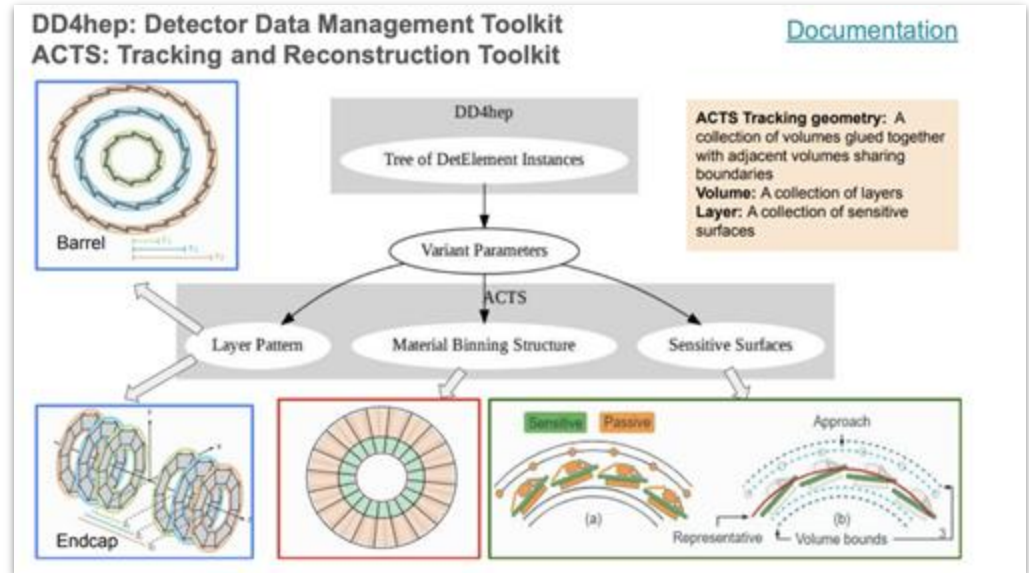 DD4hep: Detector Data Management Toolkit
ACTS: Tracking and Reconstruction Toolkit
Documentation
DD4hep
Tree of DetElement Instances
ACTS Tracking geometry: A
collection of volumes glued together
with adjacent volumes sharing
boundaries
Volume: A collection of layers
Layer: A collection of sensitive
surfaces
Barrel
Variant Parameters
ACTS
Layer Pattern
Material Binning Structure
Sensitive Surfaces
Endcap
Sensitive
Passive
(a)
Approach
(b)
Representative
Volume bounds
3